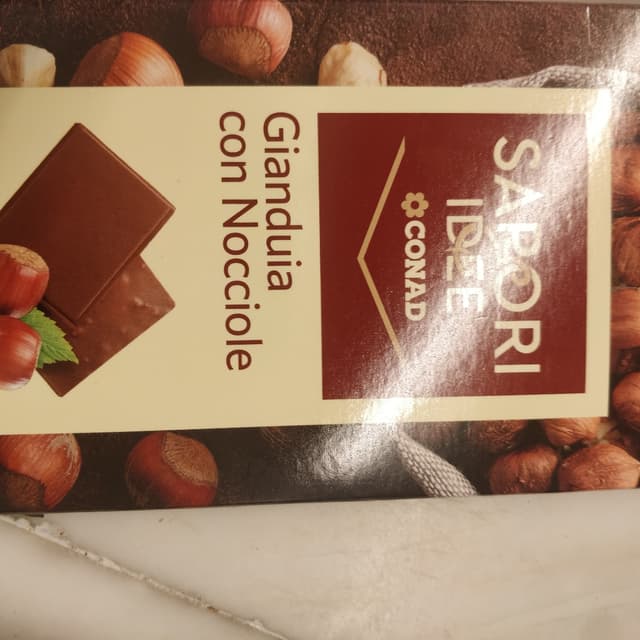 SAPORI
IDEE
CONAD
Gianduia
con Nocciole